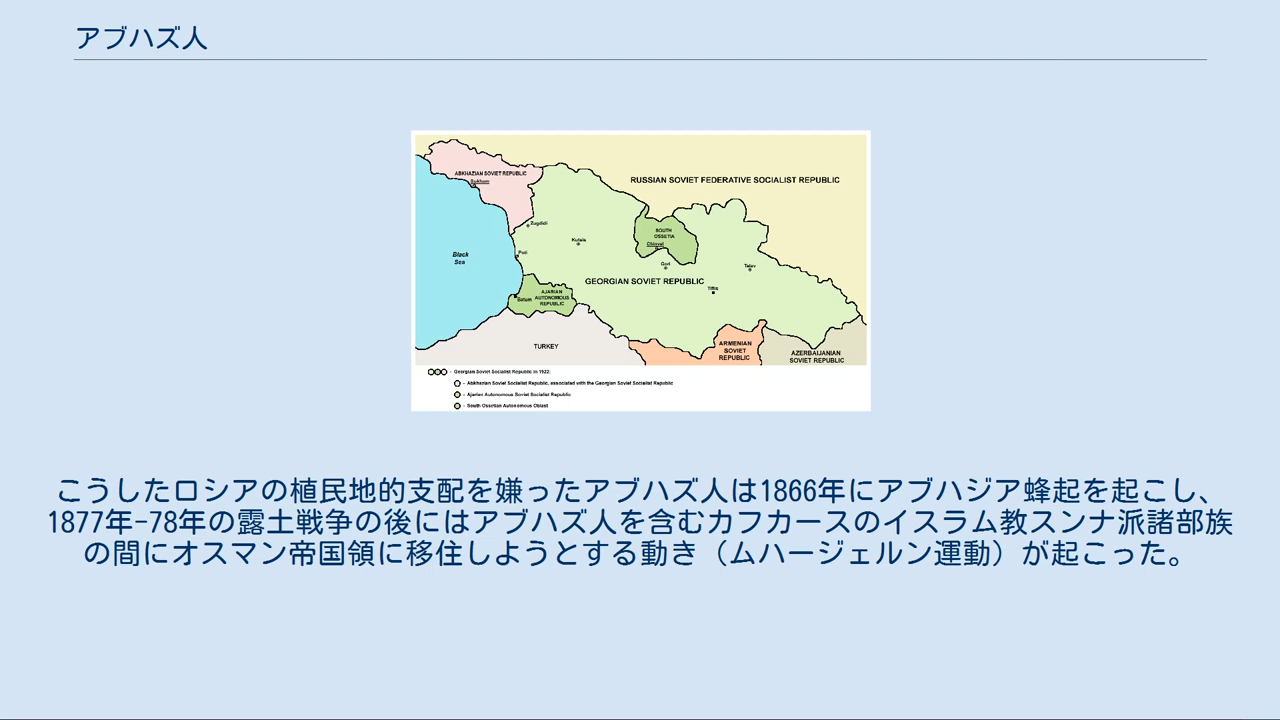 アブハズ人
ABKHAZIAN SOVIET REPUBLIC
Sukhum
RUSSIAN SOVIET FEDERATIVE SOCIALIST REPUBLIC
Zugdidi
Kutais
SOUTH
OSSETIA
Chinval
Black
Sea
Poti
Gori
Telav
GEORGIAN SOVIET REPUBLIC
Tiflis
Batum
AJARIAN
AUTONOMOUS
REPUBLIC
TURKEY
ARMENIAN
SOVIET
REPUBLIC
AZERBAIJANIAN
SOVIET REPUBLIC
- Georgian Soviet Socialist Republic in 1922:
- Abkhazian Soviet Socialist Republic, associated with the Georgian Soviet Socialist Republic
- Ajarian Autonomous Soviet Socialist Republic
- South Ossetian Autonomous Oblast
こうしたロシアの植民地的支配を嫌ったアブハズ人は1866年にアブハジア蜂起を起こし、
1877年-78年の露土戦争の後にはアブハズ人を含むカフカースのイスラム教スンナ派諸部族
の間にオスマン帝国領に移住しようとする動き（ムハージェルン運動）が起こった。